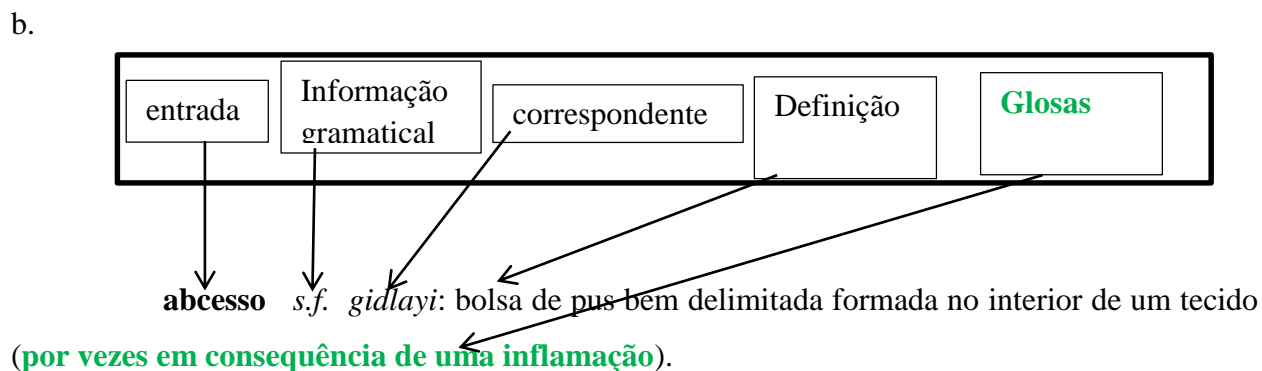 b.
entrada
Informação
gramatical
correspondente
Definição
Glosas
abcesso s.f. gidlayi: bolsa de pus bem delimitada formada no interior de um tecido
(por vezes em consequência de uma inflamação).